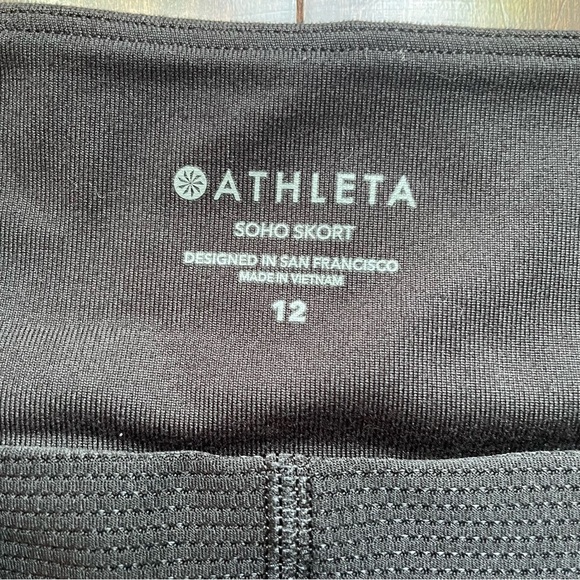 ATHLETA
SOHO SKORT
DESIGNED IN SAN FRANCISCO
MADE IN VIETNAM
12